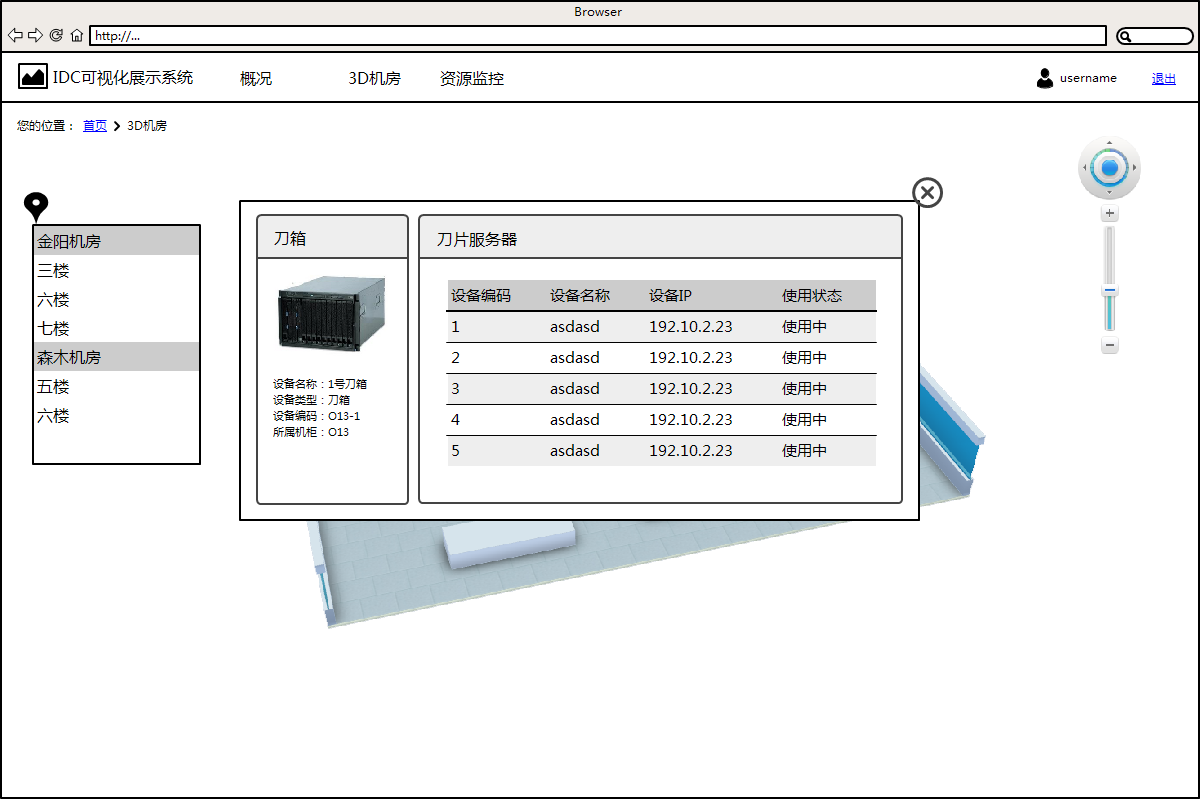 Browser
http://...
IDC可视化展示系统 概况 3D机房 资源监控 username 退出
您的位置： 首页 3D机房
金阳机房
三楼
六楼
七楼
森木机房
五楼
六楼
刀箱
设备名称：1号刀箱
设备类型：刀箱
设备编码：O13-1
所属机柜：O13
刀片服务器
设备编码 设备名称 设备IP 使用状态
1 asdasd 192.10.2.23 使用中
2 asdasd 192.10.2.23 使用中
3 asdasd 192.10.2.23 使用中
4 asdasd 192.10.2.23 使用中
5 asdasd 192.10.2.23 使用中